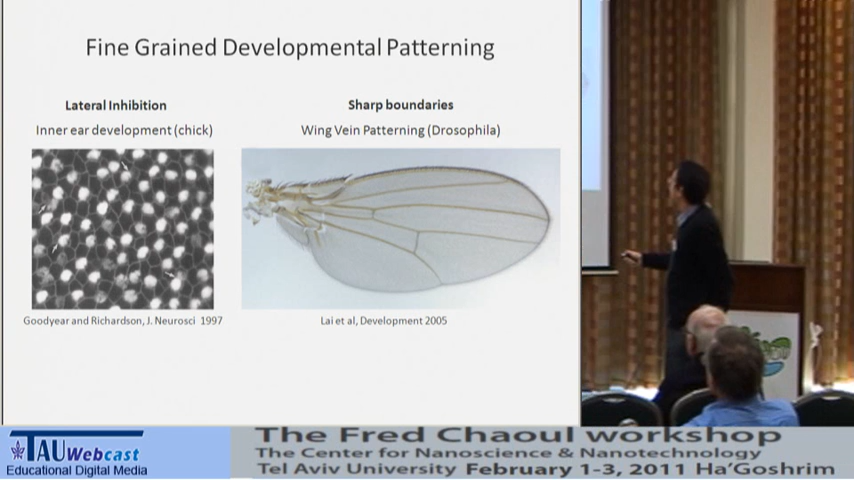 Fine Grained Developmental Patterning
Lateral Inhibition
Inner ear development (chick)
Goodyear and Richardson, J. Neurosci 1997
Sharp boundaries
Wing Vein Patterning (Drosophila)
Lai et al, Development 2005
TAU Webcast
Educational Digital Media
The Fred Chaoul workshop
The Center for Nanoscience & Nanotechnology
Tel Aviv University February 1-3, 2011 Ha'Goshrim